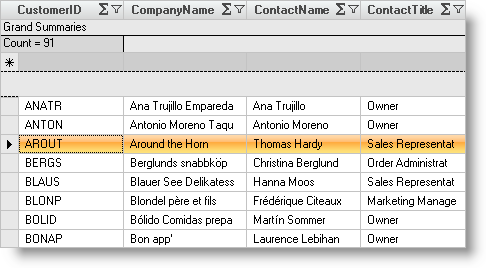 CustomerID Σ CompanyName Σ ContactName Σ ContactTitle Σ
Grand Summaries
Count = 91
ANATR Ana Trujillo Empareda Ana Trujillo Owner
ANTON Antonio Moreno Taqu Antonio Moreno Owner
AROUT Around the Horn Thomas Hardy Sales Representat
BERGS Berglunds snabbköp Christina Berglund Order Administrat
BLAUS Blauer See Delikatess Hanna Moos Sales Representat
BLONP Blondel père et fils Frédérique Citeaux Marketing Manage
BOLID Bólido Comidas prepa Martín Sommer Owner
BONAP Bon app' Laurence Lebihan Owner